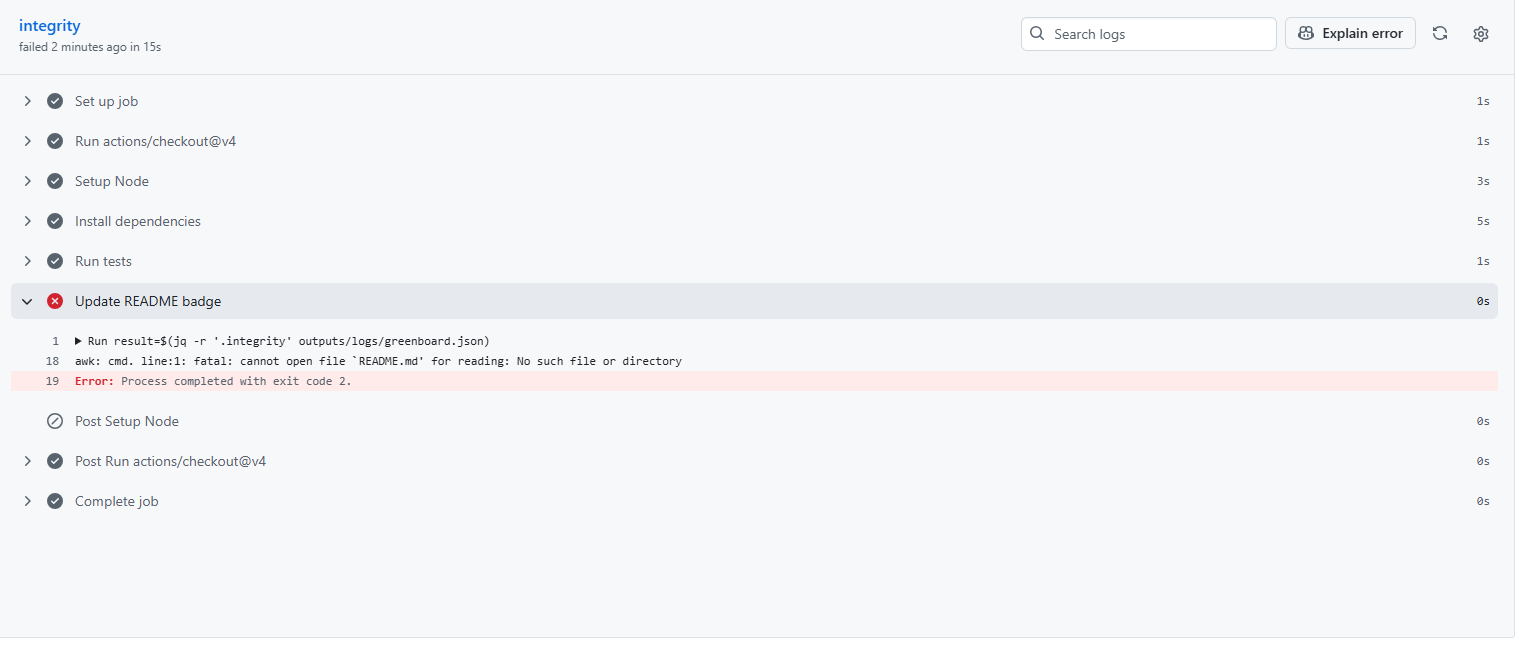 integrity
failed 2 minutes ago in 15s
Search logs
Explain error
Set up job 1s
Run actions/checkout@v4 1s
Setup Node 3s
Install dependencies 5s
Run tests 1s
Update README badge 0s
1 Run result=$(jq -r '.integrity' outputs/logs/greenboard.json)
18 awk: cmd. line:1: fatal: cannot open file `README.md' for reading: No such file or directory
19 Error: Process completed with exit code 2.
Post Setup Node 0s
Post Run actions/checkout@v4 0s
Complete job 0s